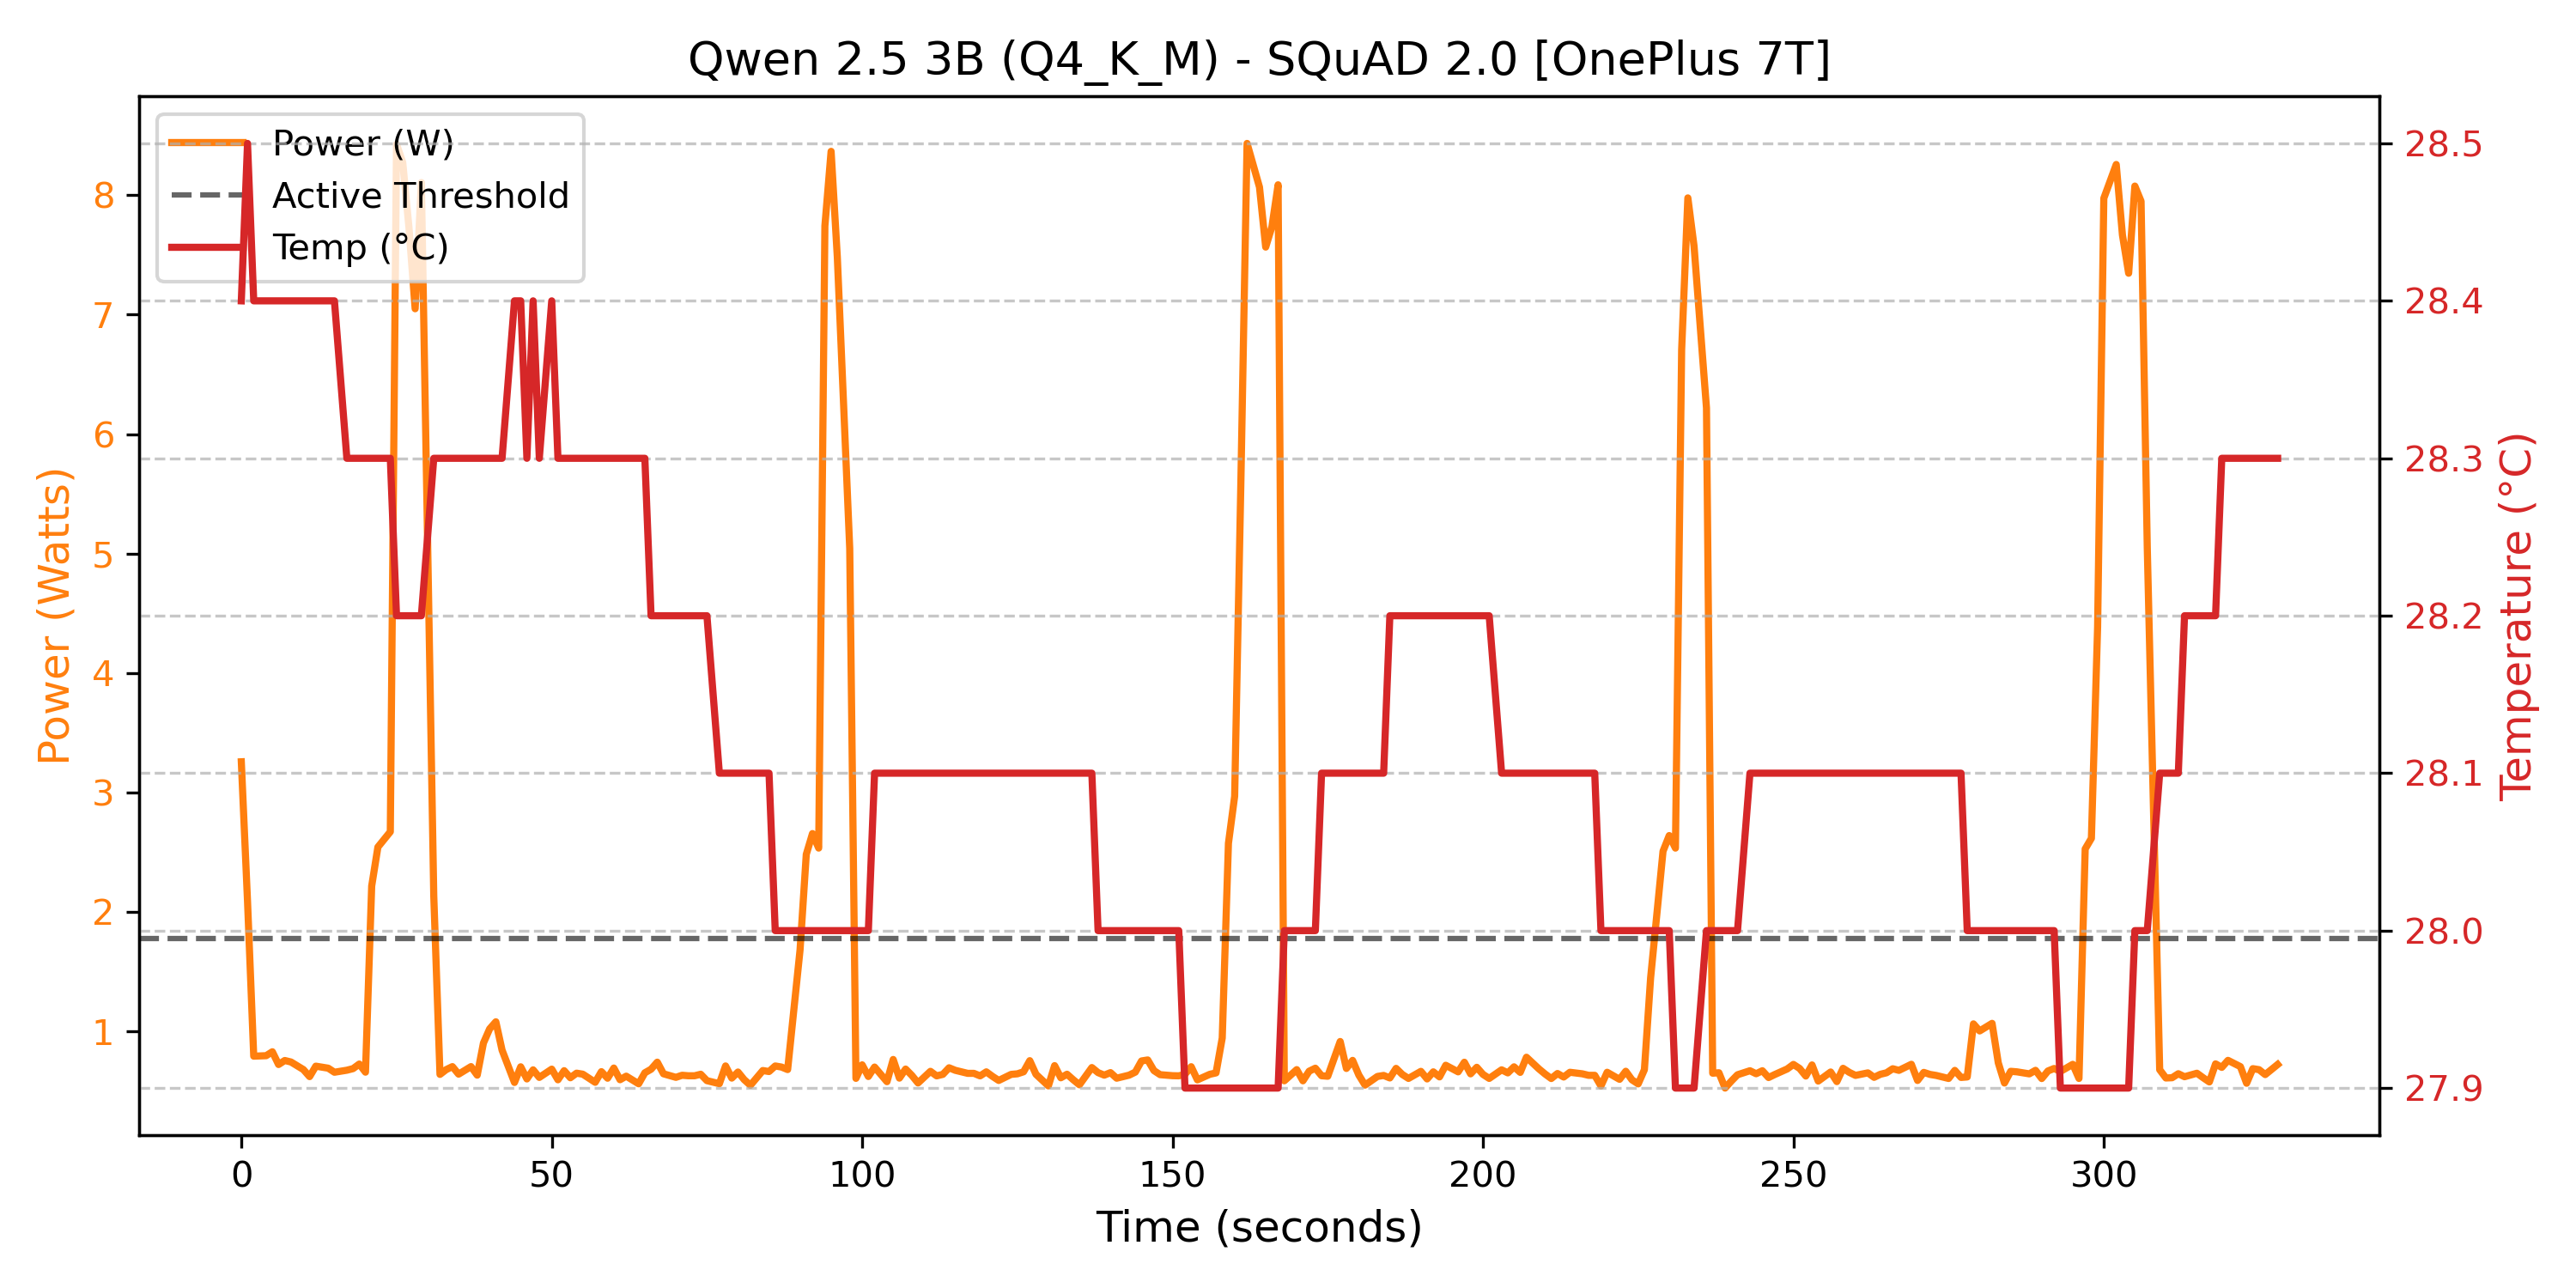 Qwen 2.5 3B (Q4_K_M) - SQuAD 2.0 [OnePlus 7T]
Power (W)
Active Threshold
Temp (°C)
Power (Watts)
8
7
6
5
4
3
2
1
28.5
28.4
28.3
28.2
28.1
28.0
27.9
Temperature (°C)
0 50 100 150 200 250 300
Time (seconds)